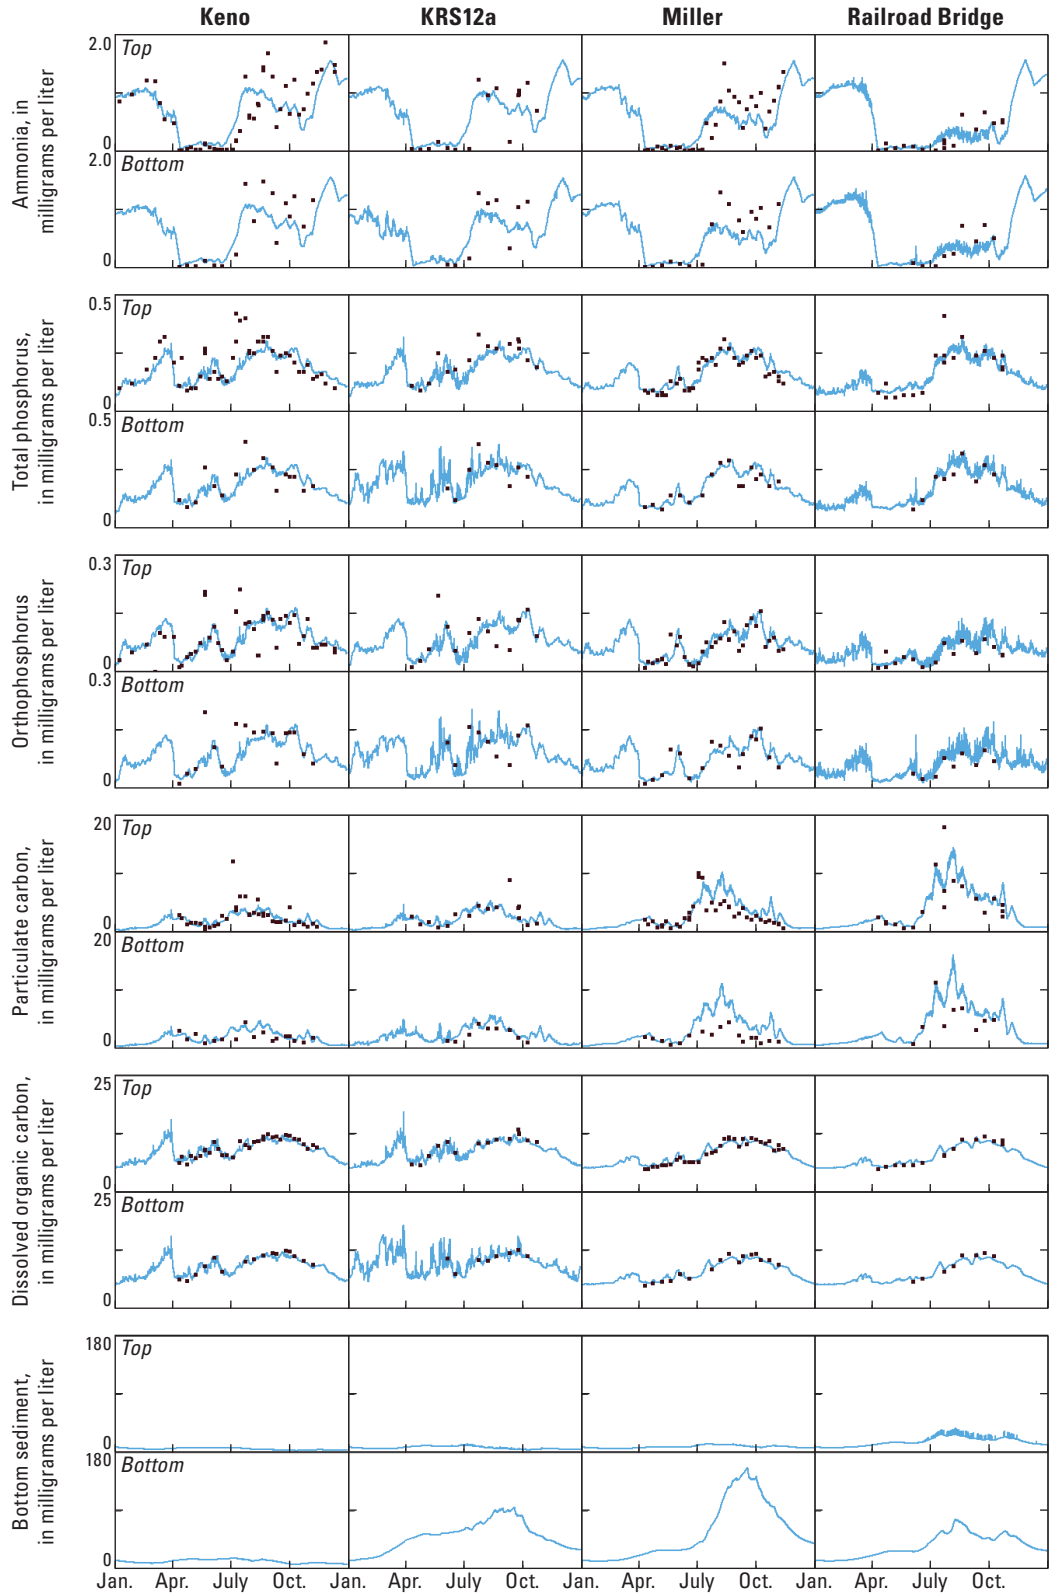 Keno KRS12a Miller Railroad Bridge
Ammonia, in
milligrams per liter
2.0
Top
0
2.0
Bottom
0
Total phosphorus,
in milligrams per liter
0.5
Top
0
0.5
Bottom
0
Orthophosphorus
in milligrams per liter
0.3
Top
0
0.3
Bottom
0
Particulate carbon,
in milligrams per liter
20
Top
0
20
Bottom
0
Dissolved organic carbon,
in milligrams per liter
25
Top
0
25
Bottom
0
Bottom sediment,
in milligrams per liter
180
Top
0
180
Bottom
0
Jan. Apr. July Oct. Jan. Apr. July Oct. Jan. Apr. July Oct. Jan. Apr. July Oct.